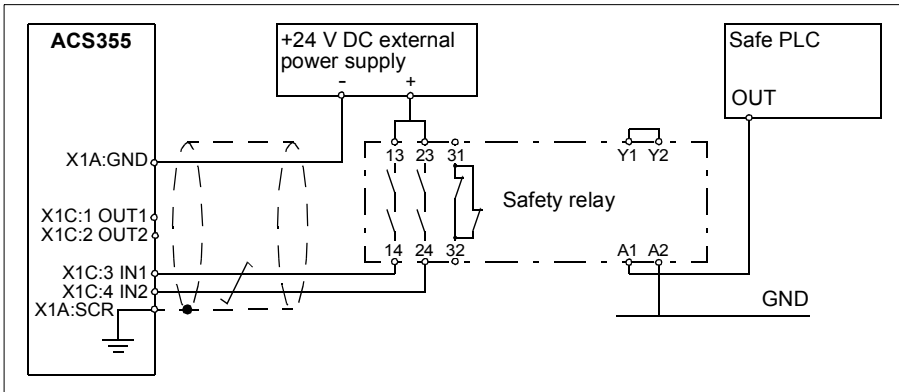 ACS355
+24 V DC external
power supply
- +
Safe PLC
OUT
X1A:GND
13 23 31
Y1 Y2
X1C:1 OUT1
X1C:2 OUT2
Safety relay
14 24 32
A1 A2
X1C:3 IN1
X1C:4 IN2
X1A:SCR
GND